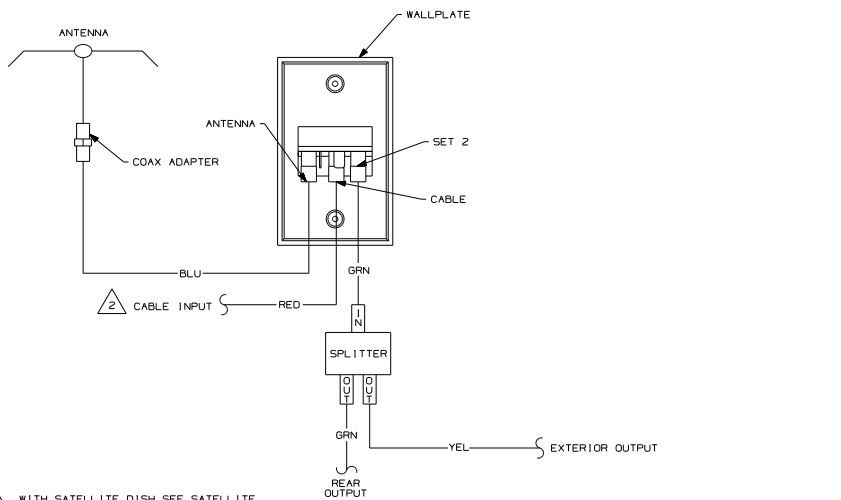 WALLPLATE
ANTENNA
ANTENNA
SET 2
COAX ADAPTER
CABLE
BLU
GRN
2 CABLE INPUT
RED
IN
SPLITTER
OUT OUT
GRN
YEL
EXTERIOR OUTPUT
REAR
OUTPUT
WITH SATELLITE DISH SEE SATELLITE